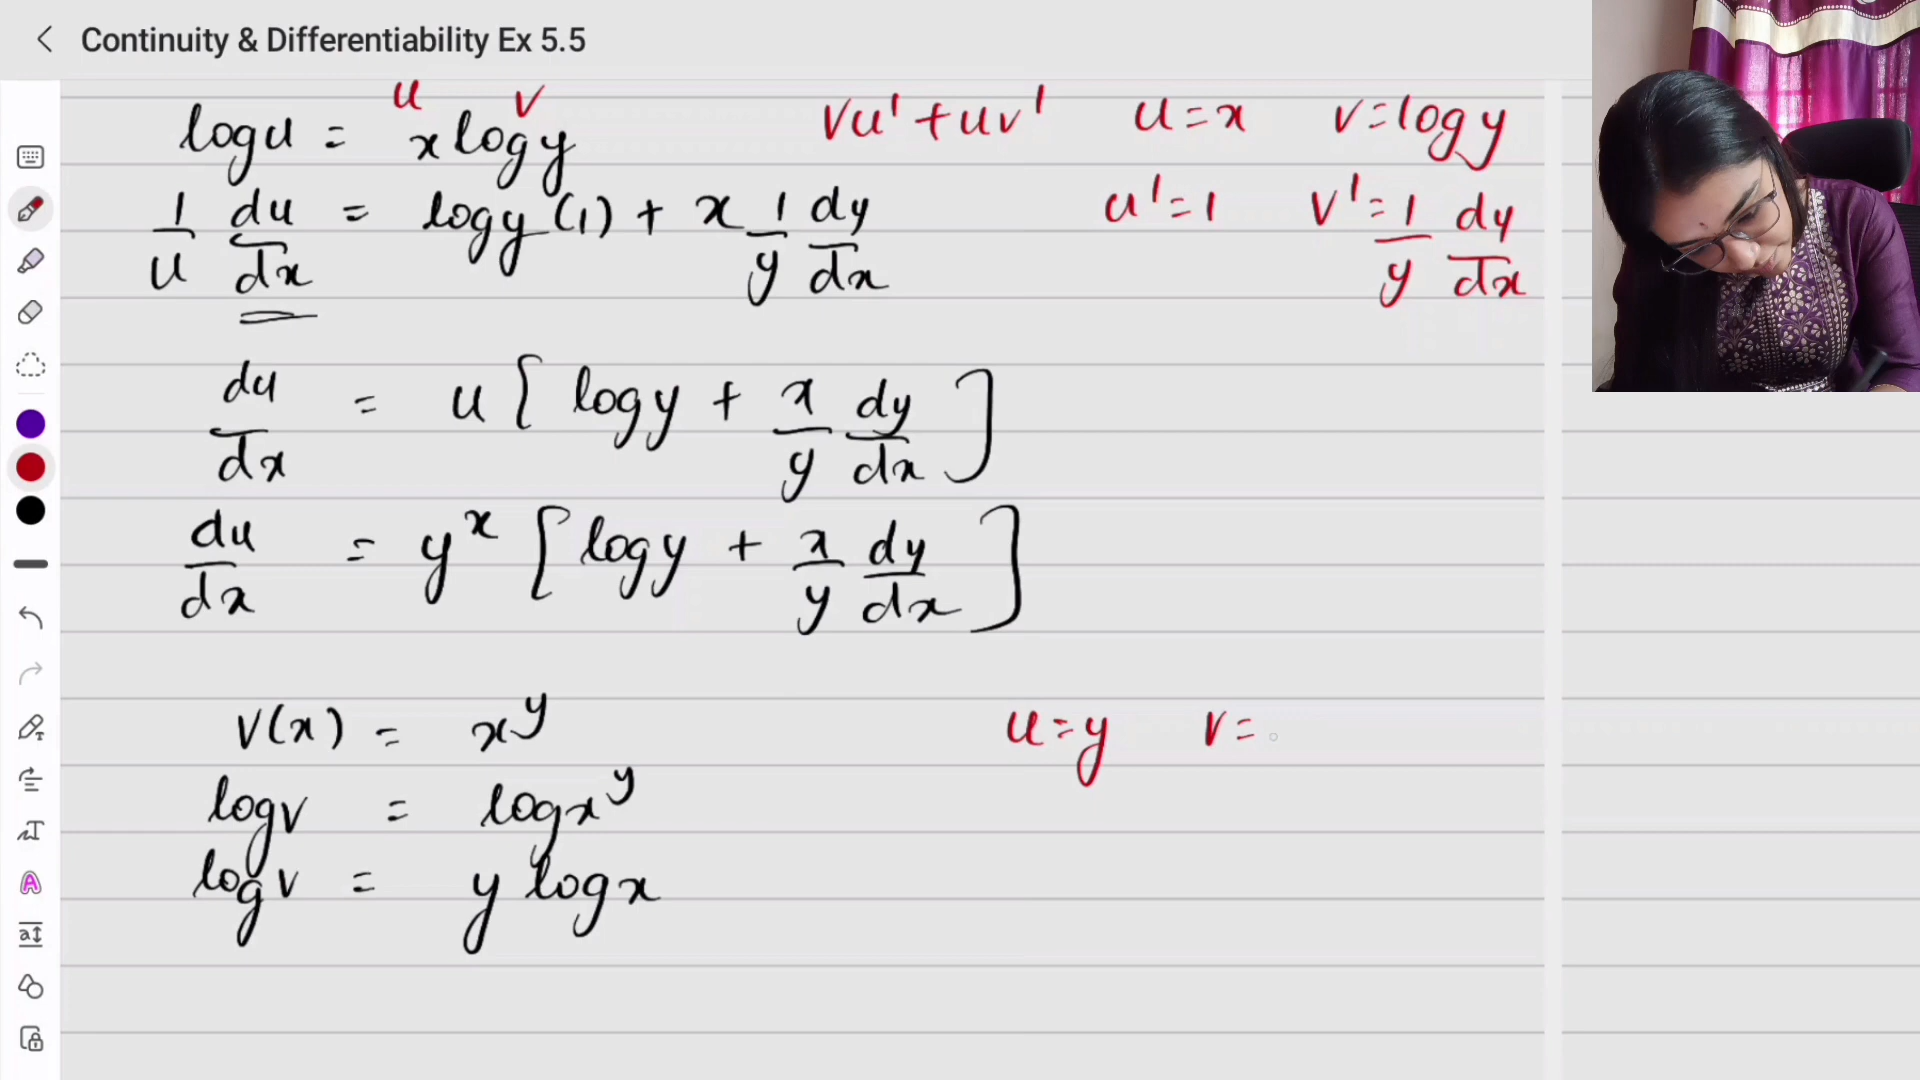 Continuity & Differentiability Ex 5.5
u v
log u = x log y vu' + uv' u = x v = log y
1/u du/dx = log y (1) + x 1/y dy/dx u' = 1 v' = 1/y dy/dx
du/dx = u [ log y + x/y dy/dx ]
du/dx = y^x [ log y + x/y dy/dx ]
v(x) = x^y u = y v =
log v = log x^y
log v = y log x